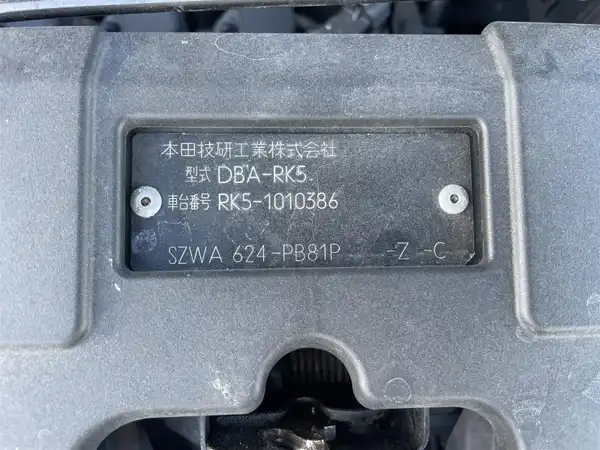 本田技研工業株式会社
型式 DBA-RK5
車台番号 RK5-1010386
SZWA 624-PB81P -Z -C